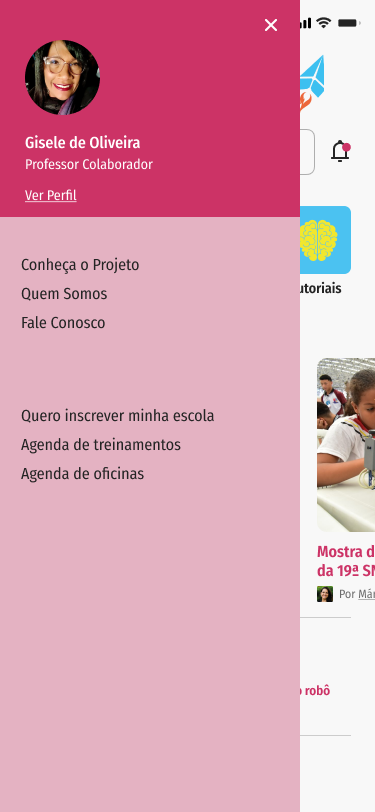 Gisele de Oliveira
Professor Colaborador
Ver Perfil
Conheça o Projeto
Quem Somos
Fale Conosco
Quero inscrever minha escola
Agenda de treinamentos
Agenda de oficinas
utoriais
Mostra d
da 19ª SN
Por Már
o robô